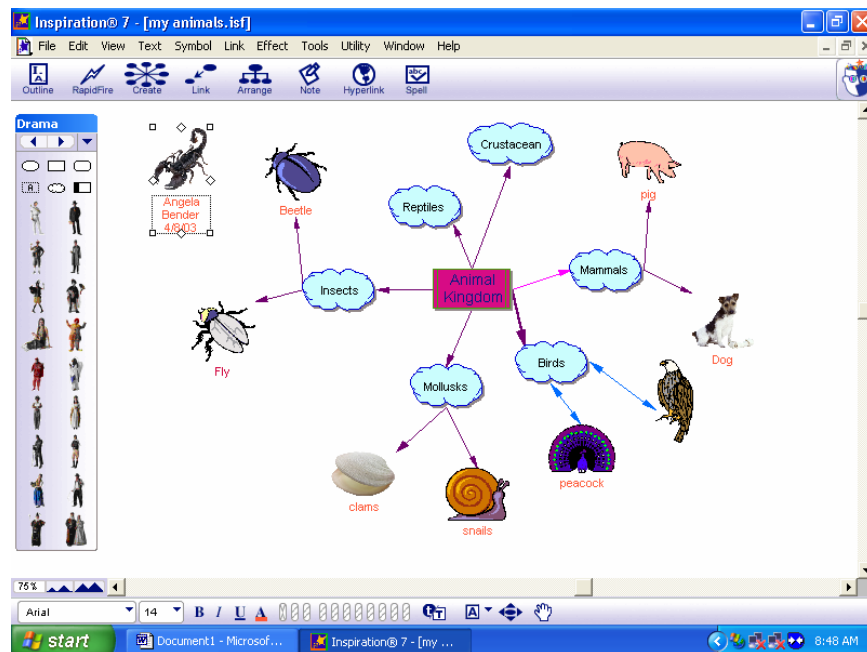 Inspiration® 7 - [my animals.isf]
File Edit View Text Symbol Link Effect Tools Utility Window Help
Outline RapidFire Create Link Arrange Note Hyperlink Spell
Drama
Angela
Bender
4/8/03
Beetle
Crustacean
pig
Reptiles
Animal
Kingdom
Mammals
Insects
Fly
Birds
Dog
Mollusks
clams
snails
peacock
75%
Arial 14 B I U A
start Document1 - Microsof... Inspiration® 7 - [my ... 8:48 AM